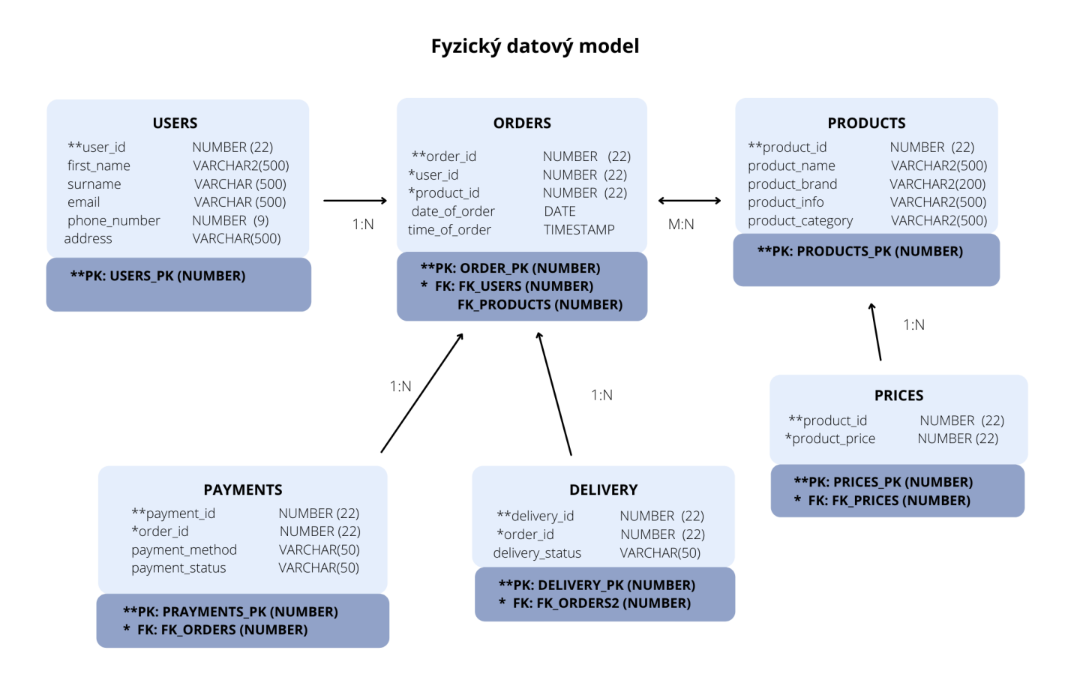 Fyzický datový model
USERS
**user_id NUMBER (22)
first_name VARCHAR2(500)
surname VARCHAR (500)
email VARCHAR (500)
phone_number NUMBER (9)
address VARCHAR(500)
**PK: USERS_PK (NUMBER)
1:N
ORDERS
**order_id NUMBER (22)
*user_id NUMBER (22)
*product_id NUMBER (22)
date_of_order DATE
time_of_order TIMESTAMP
**PK: ORDER_PK (NUMBER)
* FK: FK_USERS (NUMBER)
FK_PRODUCTS (NUMBER)
M:N
PRODUCTS
**product_id NUMBER (22)
product_name VARCHAR2(500)
product_brand VARCHAR2(200)
product_info VARCHAR2(500)
product_category VARCHAR2(500)
**PK: PRODUCTS_PK (NUMBER)
1:N
1:N
1:N
PRICES
**product_id NUMBER (22)
*product_price NUMBER (22)
**PK: PRICES_PK (NUMBER)
* FK: FK_PRICES (NUMBER)
PAYMENTS
**payment_id NUMBER (22)
*order_id NUMBER (22)
payment_method VARCHAR(50)
payment_status VARCHAR(50)
**PK: PRAYMENTS_PK (NUMBER)
* FK: FK_ORDERS (NUMBER)
DELIVERY
**delivery_id NUMBER (22)
*order_id NUMBER (22)
delivery_status VARCHAR(50)
**PK: DELIVERY_PK (NUMBER)
* FK: FK_ORDERS2 (NUMBER)